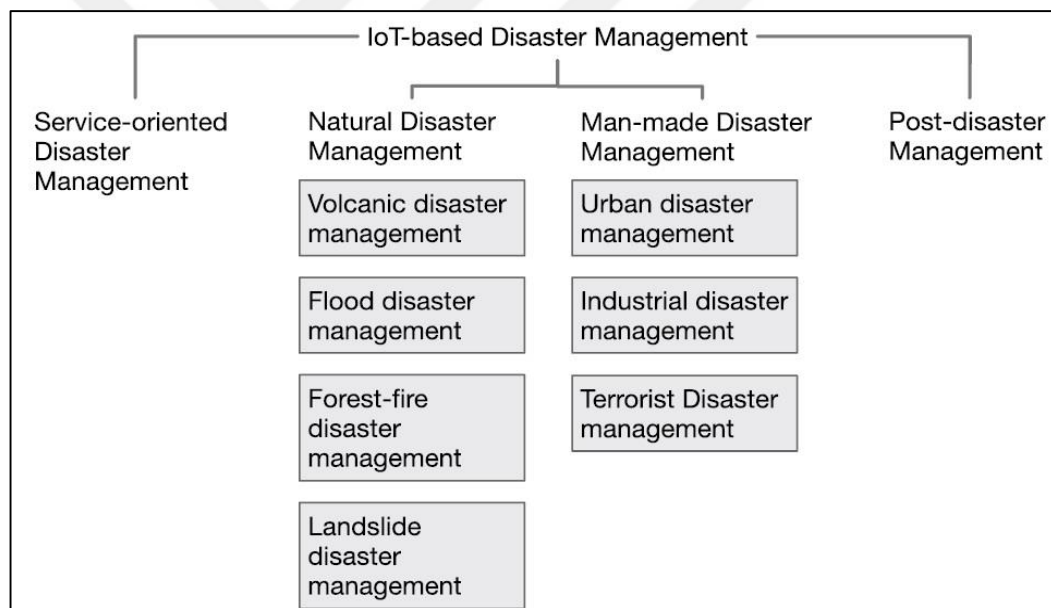 IoT-based Disaster Management
Service-oriented
Disaster
Management
Natural Disaster
Management
Volcanic disaster
management
Flood disaster
management
Forest-fire
disaster
management
Landslide
disaster
management
Man-made Disaster
Management
Urban disaster
management
Industrial disaster
management
Terrorist Disaster
management
Post-disaster
Management